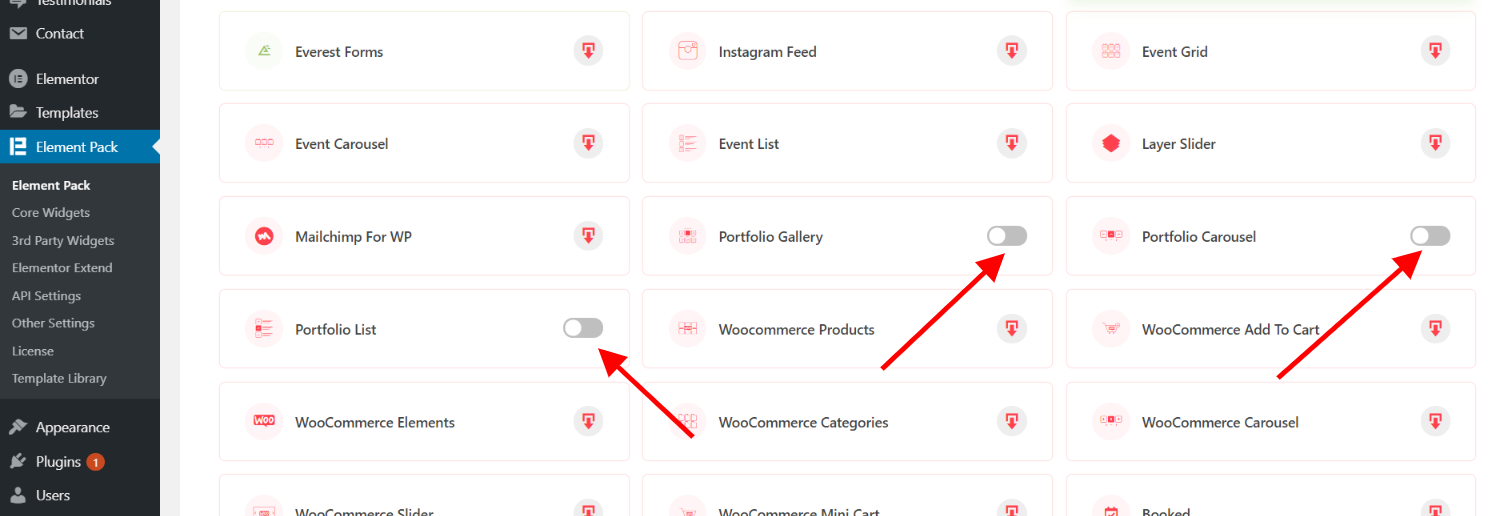 Testimonials
Contact
Elementor
Templates
Element Pack
Element Pack
Core Widgets
3rd Party Widgets
Elementor Extend
API Settings
Other Settings
License
Template Library
Appearance
Plugins 1
Users
Everest Forms
Instagram Feed
Event Grid
Event Carousel
Event List
Layer Slider
Mailchimp For WP
Portfolio Gallery
Portfolio Carousel
Portfolio List
Woocommerce Products
WooCommerce Add To Cart
Woo
WooCommerce Elements
WooCommerce Categories
WooCommerce Carousel
WooCommerce Slider
WooCommerce Mini Cart
Booked